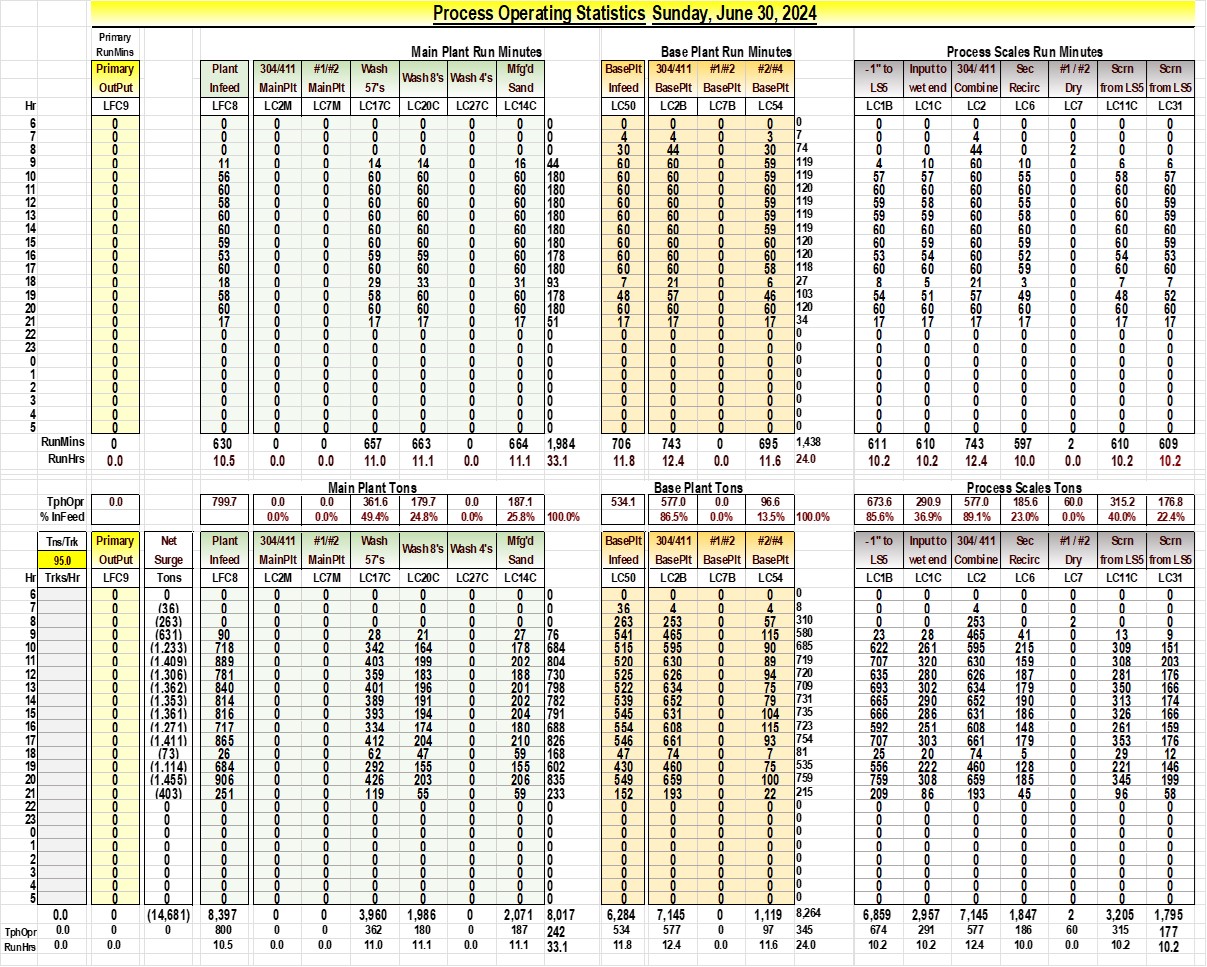 Process Operating Statistics Sunday, June 30, 2024
Primary
RunMins Main Plant Run Minutes Base Plant Run Minutes Process Scales Run Minutes
Primary Plant 304/411 #1/#2 Wash Wash 8's Wash 4's Mfg'd BasePlt 304/411 #1/#2 #2/#4 -1" to Input to 304/ 411 Sec #1 / #2 Scrn Scrn
OutPut Infeed MainPlt MainPlt 57's Sand Infeed BasePlt BasePlt BasePlt LS5 wet end Combine Recirc Dry from LS5 from LS5
Hr LFC9 LFC8 LC2M LC7M LC17C LC20C LC27C LC14C LC50 LC2B LC7B LC54 LC1B LC1C LC2 LC6 LC7 LC11C LC31
6 0 0 0 0 0 0 0 0 0 0 0 0 0 0 0 0 0 0 0 0 0
7 0 0 0 0 0 0 0 0 0 4 4 0 3 7 0 0 4 0 0 0 0
8 0 0 0 0 0 0 0 0 0 30 44 0 30 74 0 0 44 0 2 0 0
9 0 11 0 0 14 14 0 16 44 60 60 0 59 119 4 10 60 10 0 6 6
10 0 56 0 0 60 60 0 60 180 60 60 0 59 119 57 57 60 55 0 58 57
11 0 60 0 0 60 60 0 60 180 60 60 0 60 120 60 60 60 60 0 60 60
12 0 58 0 0 60 60 0 60 180 60 60 0 59 119 59 58 60 55 0 60 59
13 0 60 0 0 60 60 0 60 180 60 60 0 59 119 59 59 60 58 0 60 59
14 0 60 0 0 60 60 0 60 180 60 60 0 59 119 60 60 60 60 0 60 60
15 0 59 0 0 60 60 0 60 180 60 60 0 60 120 60 59 60 59 0 60 59
16 0 53 0 0 59 59 0 60 178 60 60 0 60 120 53 54 60 52 0 54 53
17 0 60 0 0 60 60 0 60 180 60 60 0 58 118 60 60 60 59 0 60 60
18 0 18 0 0 29 33 0 31 93 7 21 0 6 27 8 5 21 3 0 7 7
19 0 58 0 0 58 60 0 60 178 48 57 0 46 103 54 51 57 49 0 48 52
20 0 60 0 0 60 60 0 60 180 60 60 0 60 120 60 60 60 60 0 60 60
21 0 17 0 0 17 17 0 17 51 17 17 0 17 34 17 17 17 17 0 17 17
22 0 0 0 0 0 0 0 0 0 0 0 0 0 0 0 0 0 0 0 0 0
23 0 0 0 0 0 0 0 0 0 0 0 0 0 0 0 0 0 0 0 0 0
0 0 0 0 0 0 0 0 0 0 0 0 0 0 0 0 0 0 0 0 0 0
1 0 0 0 0 0 0 0 0 0 0 0 0 0 0 0 0 0 0 0 0 0
2 0 0 0 0 0 0 0 0 0 0 0 0 0 0 0 0 0 0 0 0 0
3 0 0 0 0 0 0 0 0 0 0 0 0 0 0 0 0 0 0 0 0 0
4 0 0 0 0 0 0 0 0 0 0 0 0 0 0 0 0 0 0 0 0 0
5 0 0 0 0 0 0 0 0 0 0 0 0 0 0 0 0 0 0 0 0 0
RunMins 0 630 0 0 657 663 0 664 1,984 706 743 0 695 1,438 611 610 743 597 2 610 609
RunHrs 0.0 10.5 0.0 0.0 11.0 11.1 0.0 11.1 33.1 11.8 12.4 0.0 11.6 24.0 10.2 10.2 12.4 10.0 0.0 10.2 10.2
Main Plant Tons Base Plant Tons Process Scales Tons
TphOpr 0.0 799.7 0.0 0.0 361.6 179.7 0.0 187.1 534.1 577.0 0.0 96.6 673.6 290.9 577.0 185.6 60.0 315.2 176.8
% InFeed 0.0% 0.0% 49.4% 24.8% 0.0% 25.8% 100.0% 86.5% 0.0% 13.5% 100.0% 85.6% 36.9% 89.1% 23.0% 0.0% 40.0% 22.4%
Tns/Trk Primary Net Plant 304/411 #1/#2 Wash Wash 8's Wash 4's Mfg'd BasePlt 304/411 #1/#2 #2/#4 -1" to Input to 304/ 411 Sec #1 / #2 Scrn Scrn
95.0 OutPut Surge Infeed MainPlt MainPlt 57's Sand Infeed BasePlt BasePlt BasePlt LS5 wet end Combine Recirc Dry from LS5 from LS5
Hr Trks/Hr LFC9 Tons LFC8 LC2M LC7M LC17C LC20C LC27C LC14C LC50 LC2B LC7B LC54 LC1B LC1C LC2 LC6 LC7 LC11C LC31
6 0 0 0 0 0 0 0 0 0 0 0 0 0 0 0 0 0 0 0 0 0 0
7 0 (36) 0 0 0 0 0 0 0 0 36 4 0 4 8 0 0 4 0 0 0 0
8 0 (263) 0 0 0 0 0 0 0 0 263 253 0 57 310 0 0 253 0 2 0 0
9 0 (631) 90 0 0 28 21 0 27 76 541 465 0 115 580 23 28 465 41 0 13 9
10 0 (1,233) 718 0 0 342 164 0 178 684 515 595 0 90 685 622 261 595 215 0 309 151
11 0 (1,409) 889 0 0 403 199 0 202 804 520 630 0 89 719 707 320 630 159 0 308 203
12 0 (1,306) 781 0 0 359 183 0 188 730 525 626 0 94 720 635 280 626 187 0 281 176
13 0 (1,362) 840 0 0 401 196 0 201 798 522 634 0 75 709 693 302 634 179 0 350 166
14 0 (1,353) 814 0 0 389 191 0 202 782 539 652 0 79 731 665 290 652 190 0 313 174
15 0 (1,361) 816 0 0 393 194 0 204 791 545 631 0 104 735 666 286 631 186 0 326 166
16 0 (1,271) 717 0 0 334 174 0 180 688 554 608 0 115 723 592 251 608 148 0 261 159
17 0 (1,411) 865 0 0 412 204 0 210 826 546 661 0 93 754 707 303 661 179 0 353 176
18 0 (73) 26 0 0 62 47 0 59 168 47 74 0 7 81 25 20 74 5 0 29 12
19 0 (1,114) 684 0 0 292 155 0 155 602 430 460 0 75 535 556 222 460 128 0 221 146
20 0 (1,455) 906 0 0 426 203 0 206 835 549 659 0 100 759 759 308 659 185 0 345 199
21 0 (403) 251 0 0 119 55 0 59 233 152 193 0 22 215 209 86 193 45 0 96 58
22 0 0 0 0 0 0 0 0 0 0 0 0 0 0 0 0 0 0 0 0 0 0
23 0 0 0 0 0 0 0 0 0 0 0 0 0 0 0 0 0 0 0 0 0 0
0 0 0 0 0 0 0 0 0 0 0 0 0 0 0 0 0 0 0 0 0 0 0
1 0 0 0 0 0 0 0 0 0 0 0 0 0 0 0 0 0 0 0 0 0 0
2 0 0 0 0 0 0 0 0 0 0 0 0 0 0 0 0 0 0 0 0 0 0
3 0 0 0 0 0 0 0 0 0 0 0 0 0 0 0 0 0 0 0 0 0 0
4 0 0 0 0 0 0 0 0 0 0 0 0 0 0 0 0 0 0 0 0 0 0
5 0 0 0 0 0 0 0 0 0 0 0 0 0 0 0 0 0 0 0 0 0 0
0.0 0 (14,681) 8,397 0 0 3,960 1,986 0 2,071 8,017 6,284 7,145 0 1,119 8,264 6,859 2,957 7,145 1,847 2 3,205 1,795
TphOpr 0.0 0 0 800 0 0 362 180 0 187 242 534 577 0 97 345 674 291 577 186 60 315 177
RunHrs 0.0 0.0 10.5 0.0 0.0 11.0 11.1 0.0 11.1 33.1 11.8 12.4 0.0 11.6 24.0 10.2 10.2 12.4 10.0 0.0 10.2 10.2